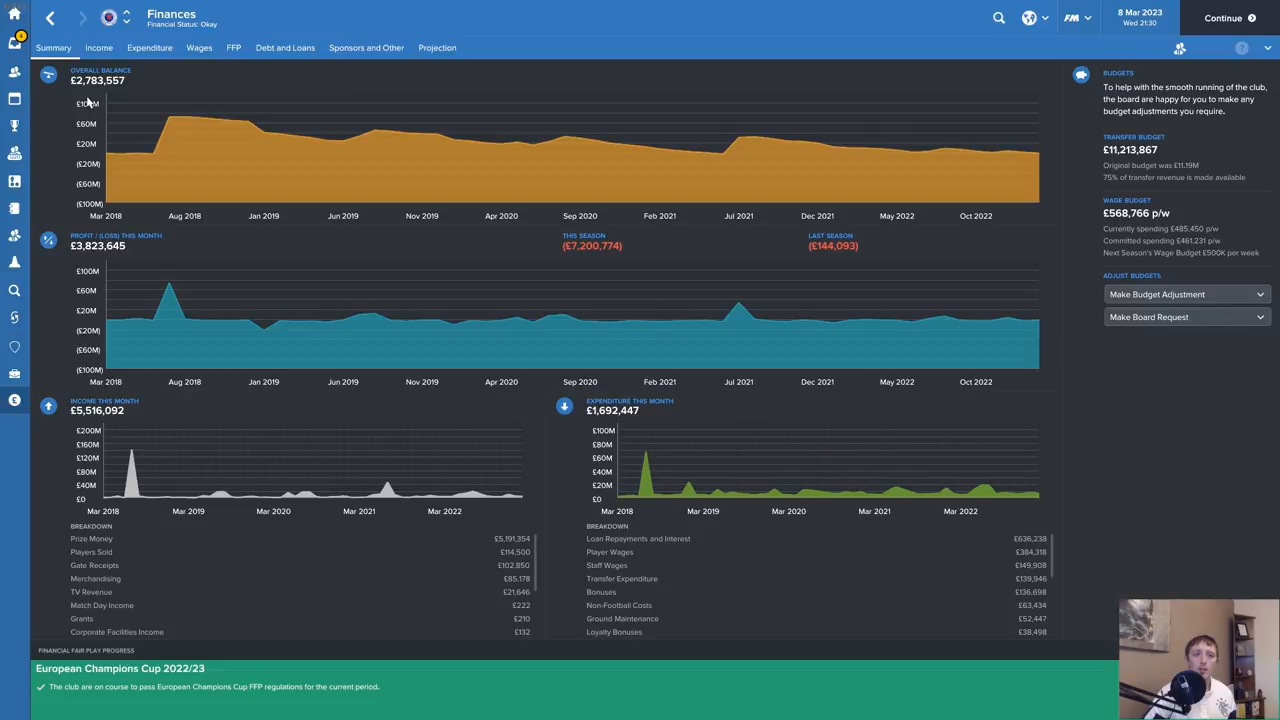 Finances
Financial Status: Okay
8 Mar 2023
Wed 21:30
FM
Continue
4
Summary Income Expenditure Wages FFP Debt and Loans Sponsors and Other Projection
OVERALL BALANCE
£2,783,557
£100M
£60M
£20M
(£20M)
(£60M)
(£100M)
Mar 2018 Aug 2018 Jan 2019 Jun 2019 Nov 2019 Apr 2020 Sep 2020 Feb 2021 Jul 2021 Dec 2021 May 2022 Oct 2022
PROFIT / (LOSS) THIS MONTH
£3,823,645
THIS SEASON
(£7,200,774)
LAST SEASON
(£144,093)
£100M
£60M
£20M
(£20M)
(£60M)
(£100M)
Mar 2018 Aug 2018 Jan 2019 Jun 2019 Nov 2019 Apr 2020 Sep 2020 Feb 2021 Jul 2021 Dec 2021 May 2022 Oct 2022
INCOME THIS MONTH
£5,516,092
£200M
£160M
£120M
£80M
£40M
£0
Mar 2018 Mar 2019 Mar 2020 Mar 2021 Mar 2022
BREAKDOWN
Prize Money £5,191,354
Players Sold £114,500
Gate Receipts £102,850
Merchandising £85,178
TV Revenue £21,646
Match Day Income £222
Grants £210
Corporate Facilities Income £132
EXPENDITURE THIS MONTH
£1,692,447
£100M
£80M
£60M
£40M
£20M
£0
Mar 2018 Mar 2019 Mar 2020 Mar 2021 Mar 2022
BREAKDOWN
Loan Repayments and Interest £636,238
Player Wages £384,318
Staff Wages £149,908
Transfer Expenditure £139,946
Bonuses £136,698
Non-Football Costs £63,434
Ground Maintenance £52,447
Loyalty Bonuses £38,498
BUDGETS
To help with the smooth running of the club,
the board are happy for you to make any
budget adjustments you require.
TRANSFER BUDGET
£11,213,867
Original budget was £11.19M
75% of transfer revenue is made available
WAGE BUDGET
£568,766 p/w
Currently spending £485,450 p/w
Committed spending £461,231 p/w
Next Season's Wage Budget £500K per week
ADJUST BUDGETS
Make Budget Adjustment
Make Board Request
FINANCIAL FAIR PLAY PROGRESS
European Champions Cup 2022/23
The club are on course to pass European Champions Cup FFP regulations for the current period.